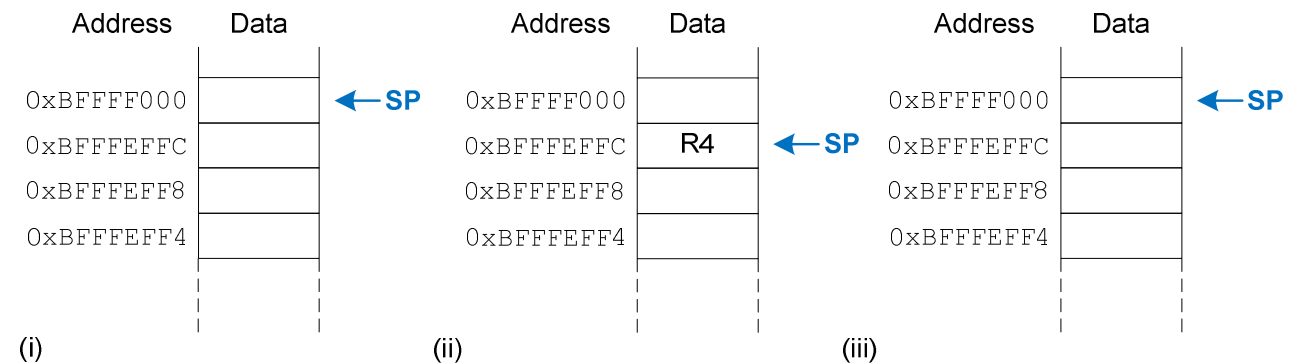 Address Data Address Data Address Data
0xBFFFF000 SP 0xBFFFF000 0xBFFFF000 SP
0xBFFFEFFC 0xBFFFEFFC R4 SP 0xBFFFEFFC
0xBFFFEFF8 0xBFFFEFF8 0xBFFFEFF8
0xBFFFEFF4 0xBFFFEFF4 0xBFFFEFF4
(i) (ii) (iii)